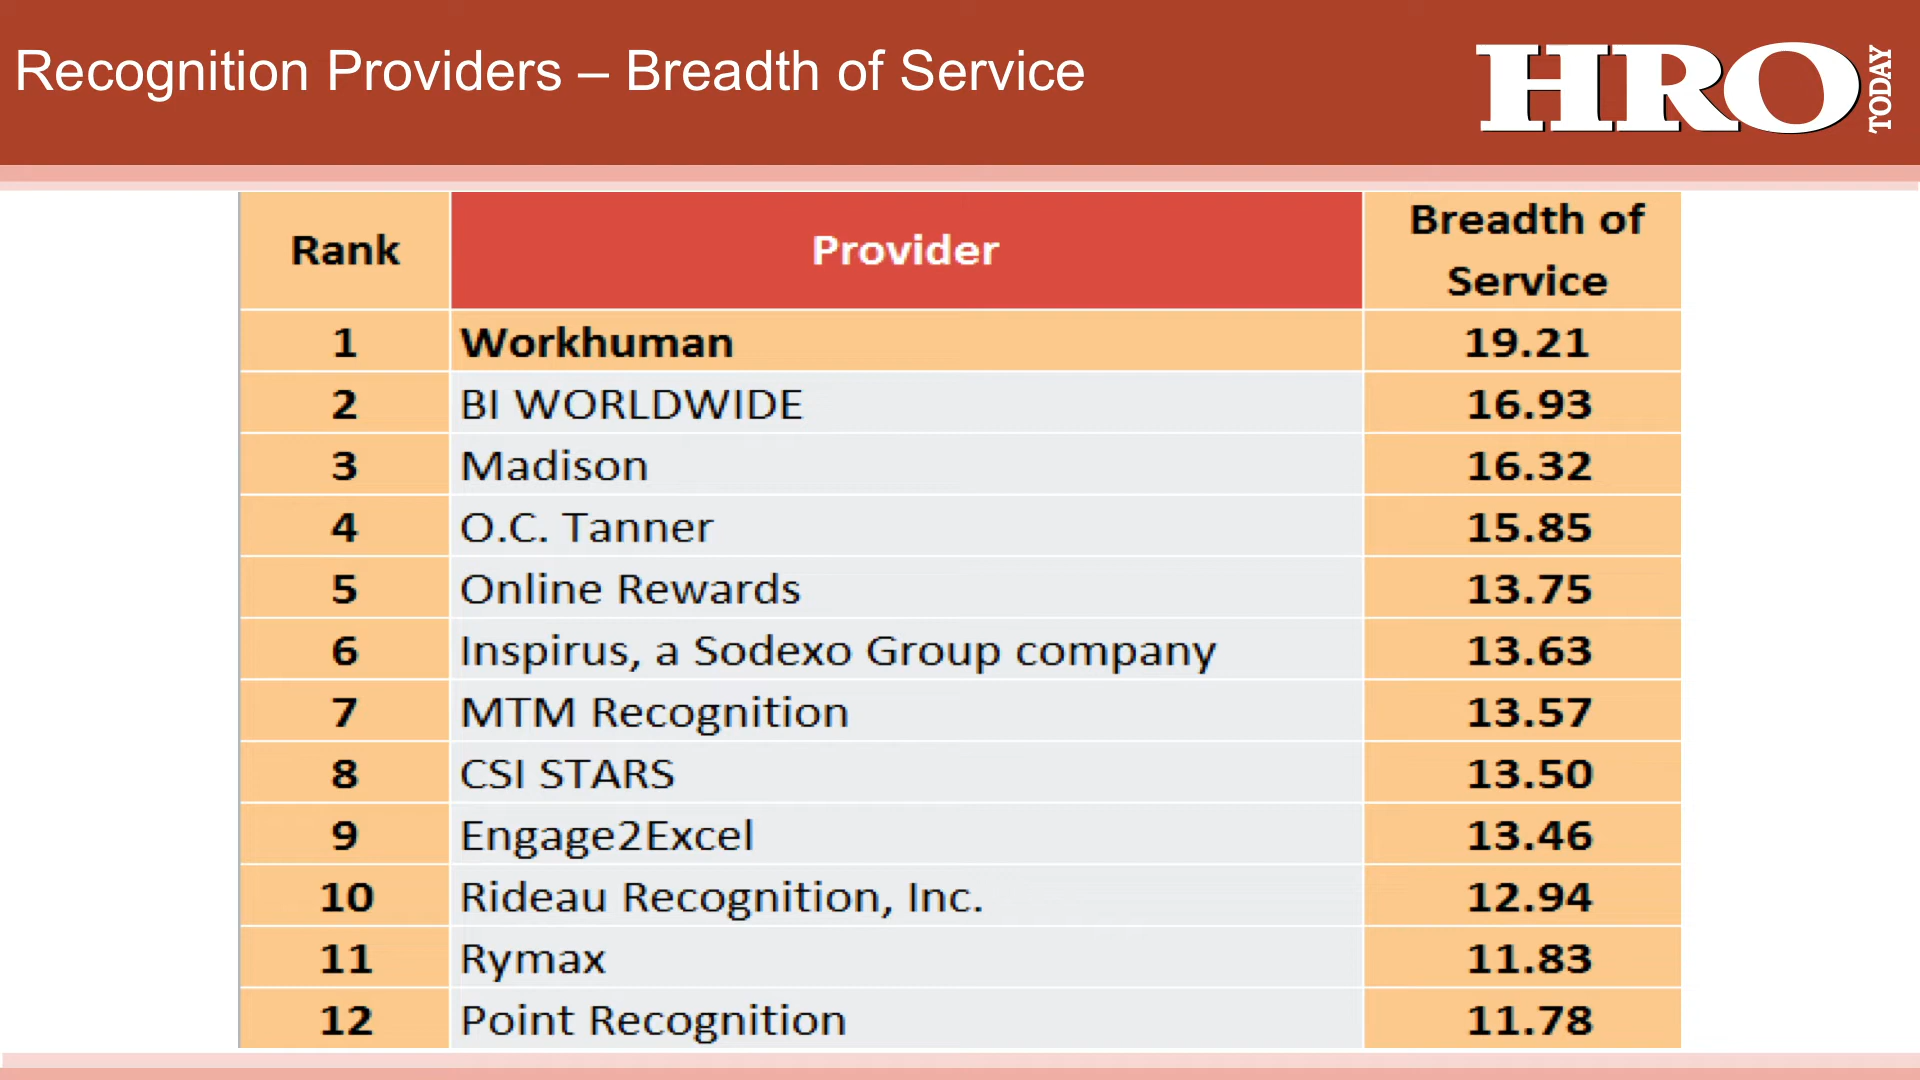 Recognition Providers – Breadth of Service
HRO TODAY
Rank Provider Breadth of Service
1 Workhuman 19.21
2 BI WORLDWIDE 16.93
3 Madison 16.32
4 O.C. Tanner 15.85
5 Online Rewards 13.75
6 Inspirus, a Sodexo Group company 13.63
7 MTM Recognition 13.57
8 CSI STARS 13.50
9 Engage2Excel 13.46
10 Rideau Recognition, Inc. 12.94
11 Rymax 11.83
12 Point Recognition 11.78